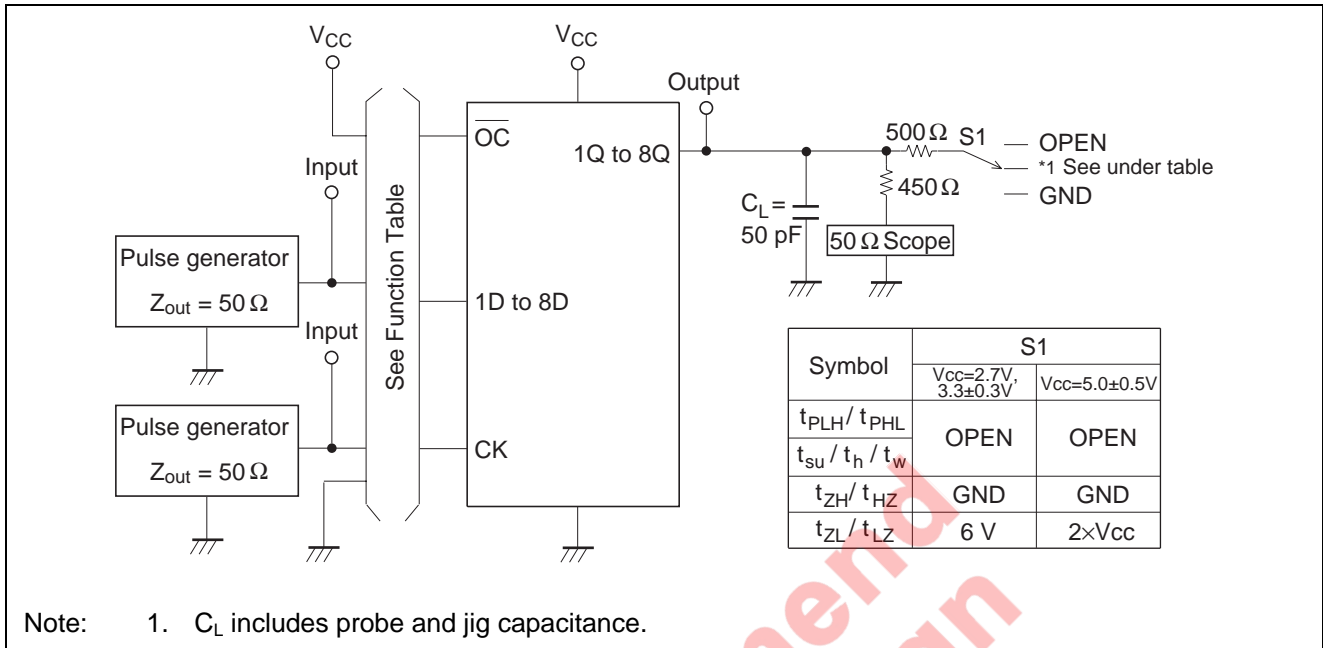 VCC
VCC
Output
Input
OC
1Q to 8Q
500 Ω S1
OPEN
*1 See under table
GND
450 Ω
CL =
50 pF
50 Ω Scope
See Function Table
Pulse generator
Zout = 50 Ω
1D to 8D
Input
Pulse generator
Zout = 50 Ω
CK
Symbol S1
Vcc=2.7V, 3.3±0.3V Vcc=5.0±0.5V
tPLH / tPHL OPEN OPEN
tsu / th / tw
tZH / tHZ GND GND
tZL / tLZ 6 V 2×Vcc
Note: 1. CL includes probe and jig capacitance.
end
an